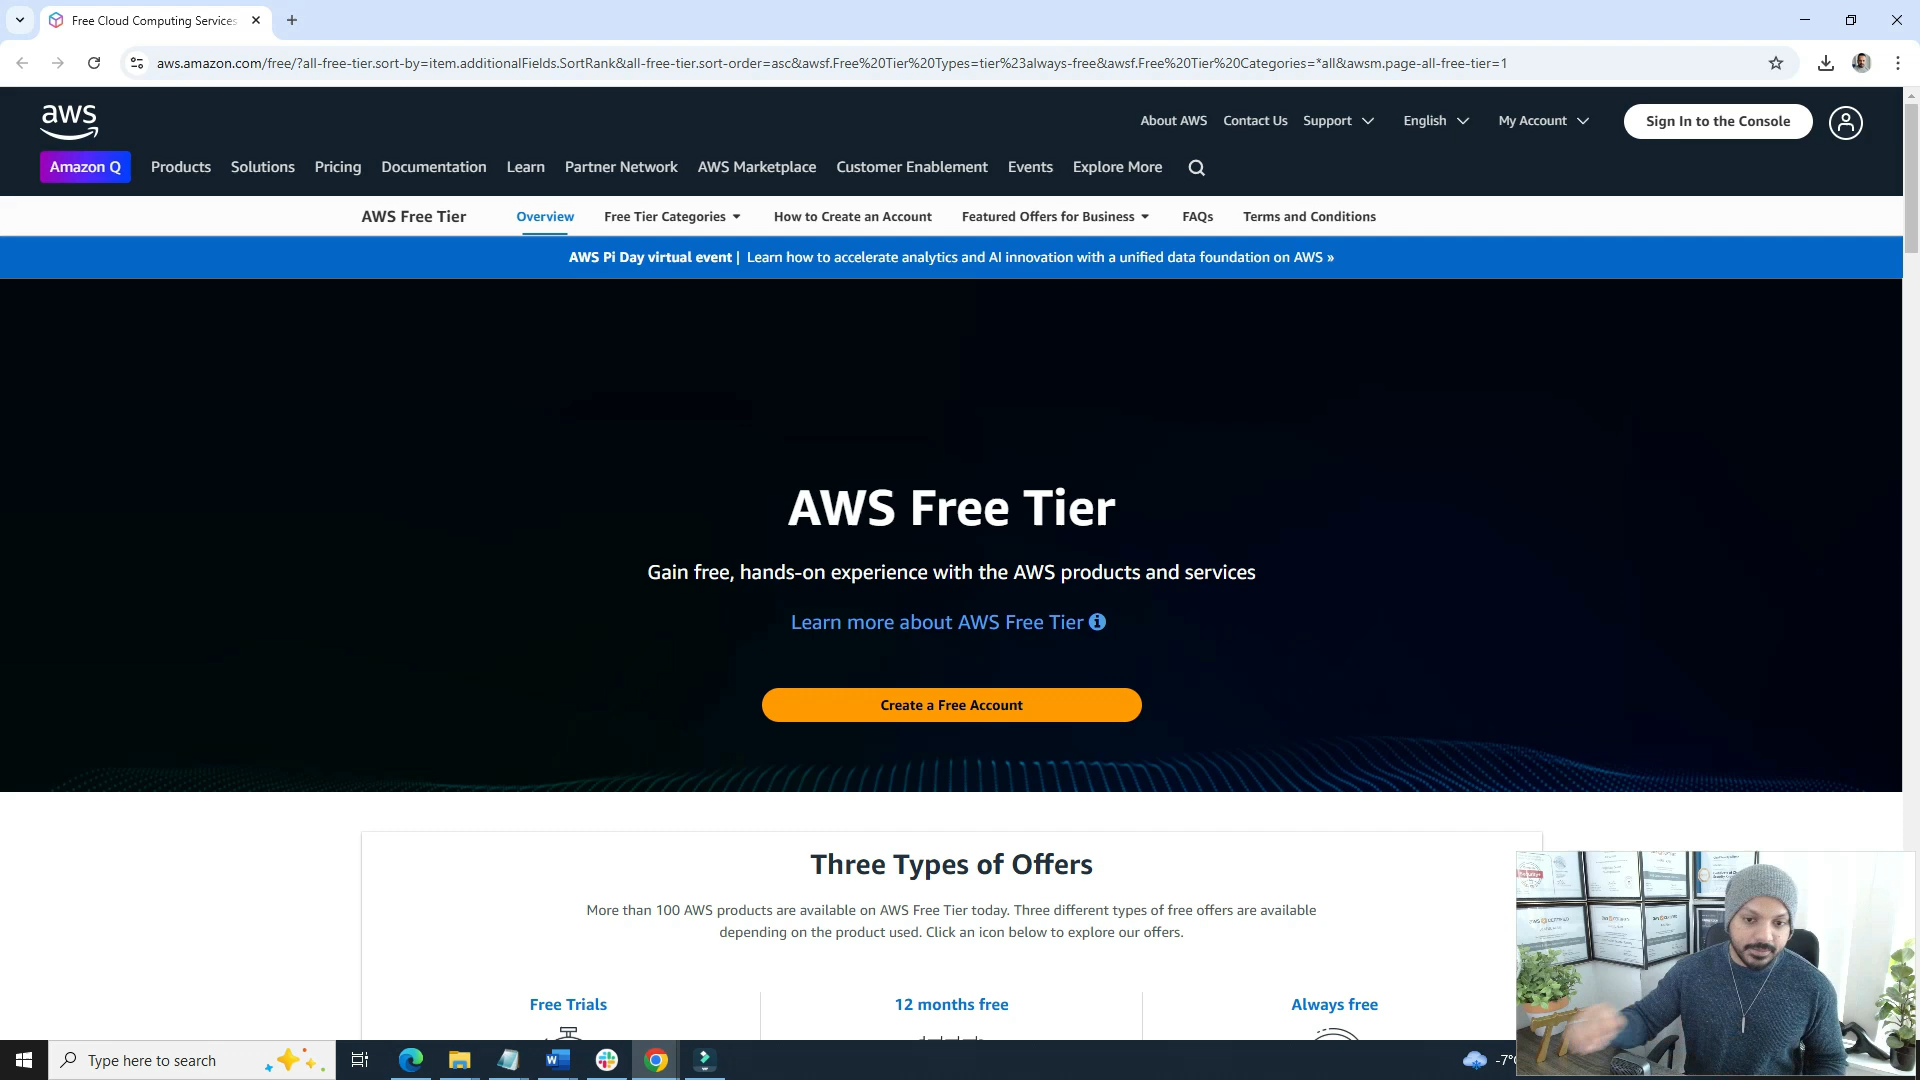 Free Cloud Computing Services
aws.amazon.com/free/?all-free-tier.sort-by=item.additionalFields.SortRank&all-free-tier.sort-order=asc&awsf.Free%20Tier%20Types=tier%23always-free&awsf.Free%20Tier%20Categories=*all&awsm.page-all-free-tier=1
aws
About AWS Contact Us Support English My Account Sign In to the Console
Amazon Q Products Solutions Pricing Documentation Learn Partner Network AWS Marketplace Customer Enablement Events Explore More
AWS Free Tier Overview Free Tier Categories How to Create an Account Featured Offers for Business FAQs Terms and Conditions
AWS Pi Day virtual event | Learn how to accelerate analytics and AI innovation with a unified data foundation on AWS »
AWS Free Tier
Gain free, hands-on experience with the AWS products and services
Learn more about AWS Free Tier
Create a Free Account
Three Types of Offers
More than 100 AWS products are available on AWS Free Tier today. Three different types of free offers are available
depending on the product used. Click an icon below to explore our offers.
Free Trials 12 months free Always free
Type here to search
-7°